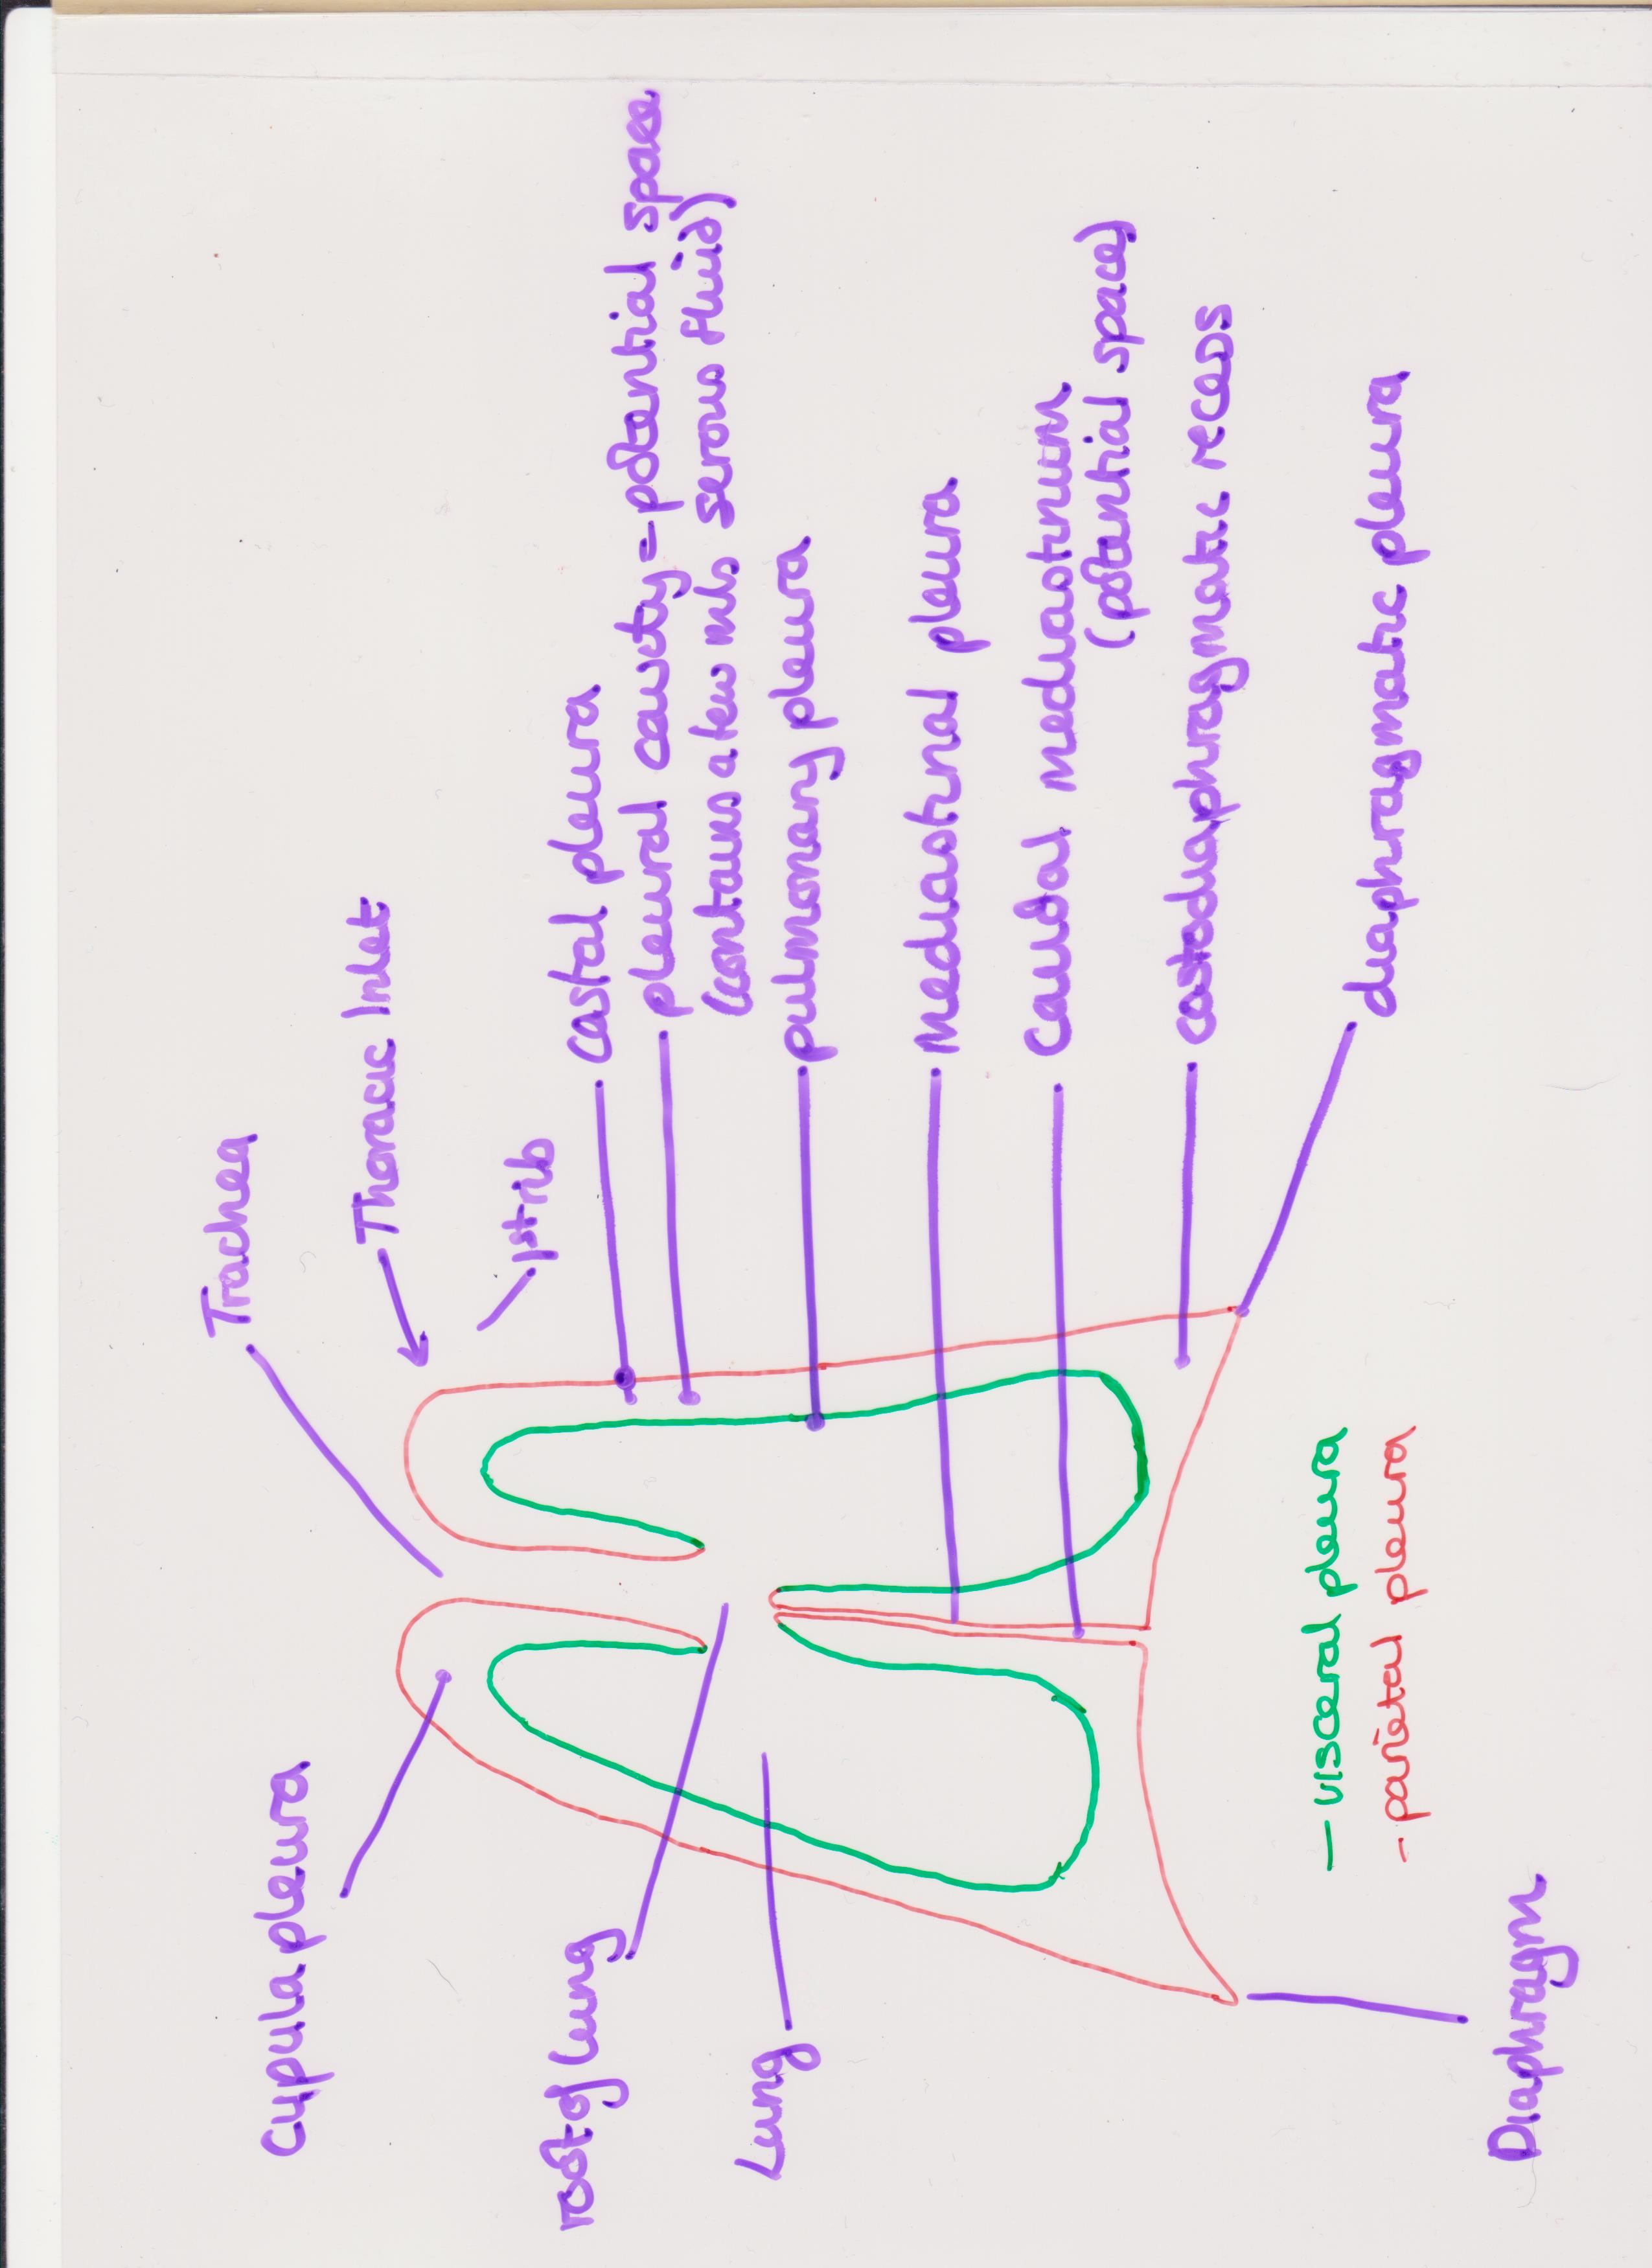 Trachea
Thoracic Inlet
1st rib
Cupula pleura
costal pleura
pleural cavity = potential space
(contains a few mls serous fluid)
root of lung
pulmonary pleura
Lung
Mediastinal pleura
Caudal mediastinum
(potential space)
costodiaphragmatic recess
diaphragmatic pleura
— visceral pleura
- parietal pleura
Diaphragm